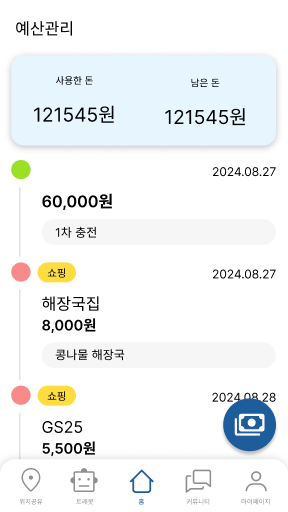 예산관리
사용한 돈
남은 돈
121545원
121545원
2024.08.27
60,000원
1차 충전
쇼핑
2024.08.27
해장국집
8,000원
콩나물 해장국
쇼핑
2024.08.28
GS25
5,500원
위치공유
트래봇
홈
커뮤니티
마이페이지